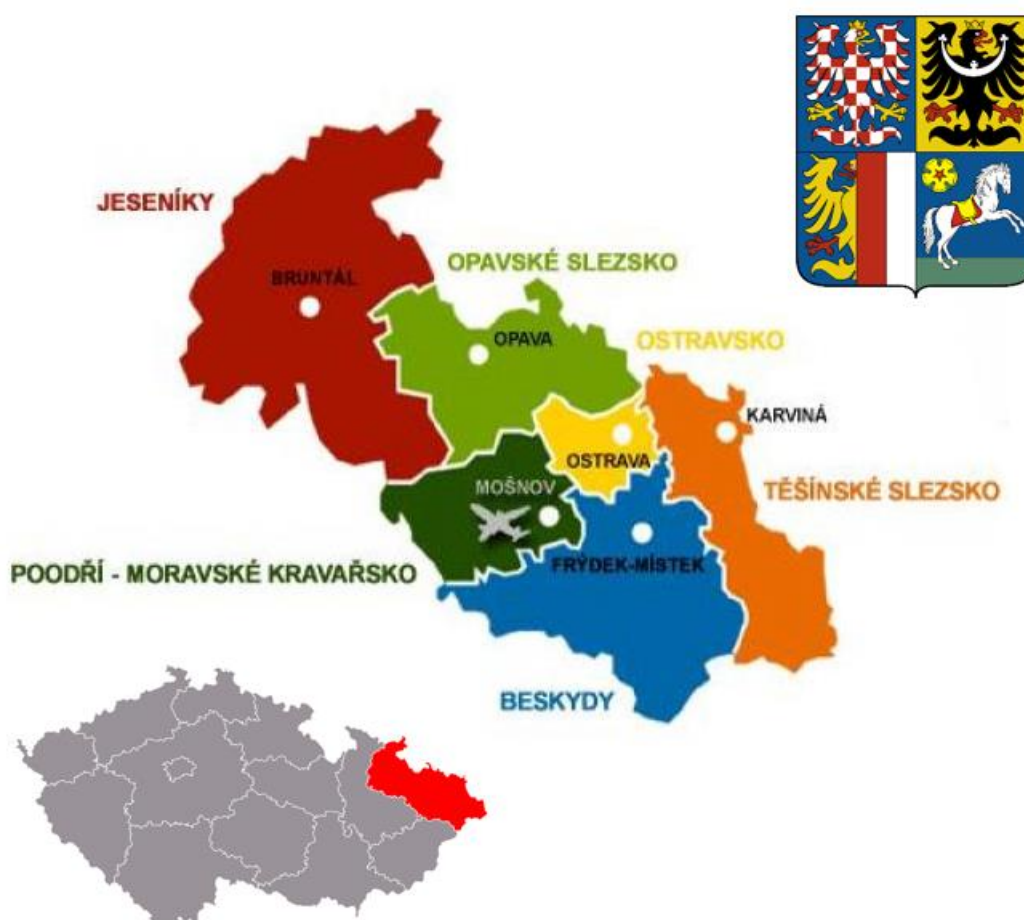 JESENÍKY
BRUNTÁL
OPAVSKÉ SLEZSKO
OPAVA
OSTRAVSKO
KARVINÁ
OSTRAVA
TĚŠÍNSKÉ SLEZSKO
MOŠNOV
FRÝDEK-MÍSTEK
POODŘÍ - MORAVSKÉ KRAVAŘSKO
BESKYDY